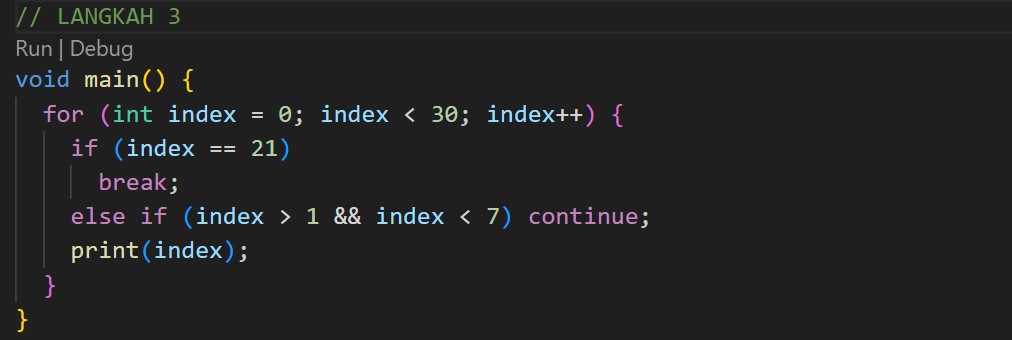 // LANGKAH 3
Run | Debug
void main() {
  for (int index = 0; index < 30; index++) {
    if (index == 21)
      break;
    else if (index > 1 && index < 7) continue;
    print(index);
  }
}